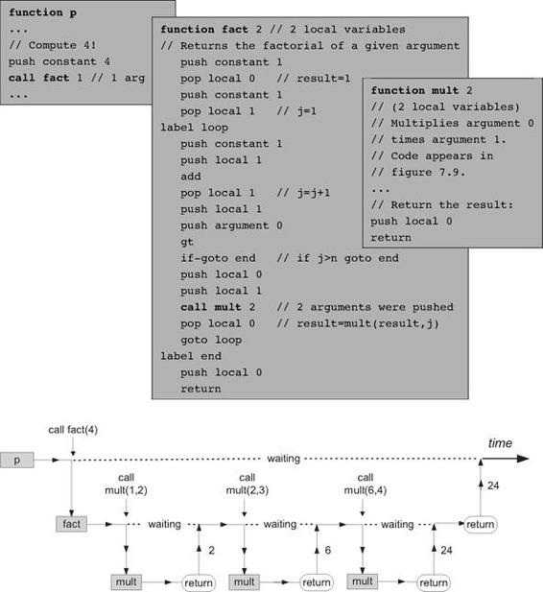 function p
...
// Compute 4!
push constant 4
call fact 1 // 1 arg
...
function fact 2 // 2 local variables
// Returns the factorial of a given argument
push constant 1
pop local 0 // result=1
push constant 1
pop local 1 // j=1
label loop
push constant 1
push local 1
add
pop local 1 // j=j+1
push local 1
push argument 0
gt
if-goto end // if j>n goto end
push local 0
push local 1
call mult 2 // 2 arguments were pushed
pop local 0 // result=mult(result,j)
goto loop
label end
push local 0
return
function mult 2
// (2 local variables)
// Multiplies argument 0
// times argument 1.
// Code appears in
// figure 7.9.
...
// Return the result:
push local 0
return
call fact(4)
time
p
waiting
call
mult(1,2)
call
mult(2,3)
call
mult(6,4)
24
fact
waiting
waiting
waiting
return
2
6
24
mult
return
mult
return
mult
return